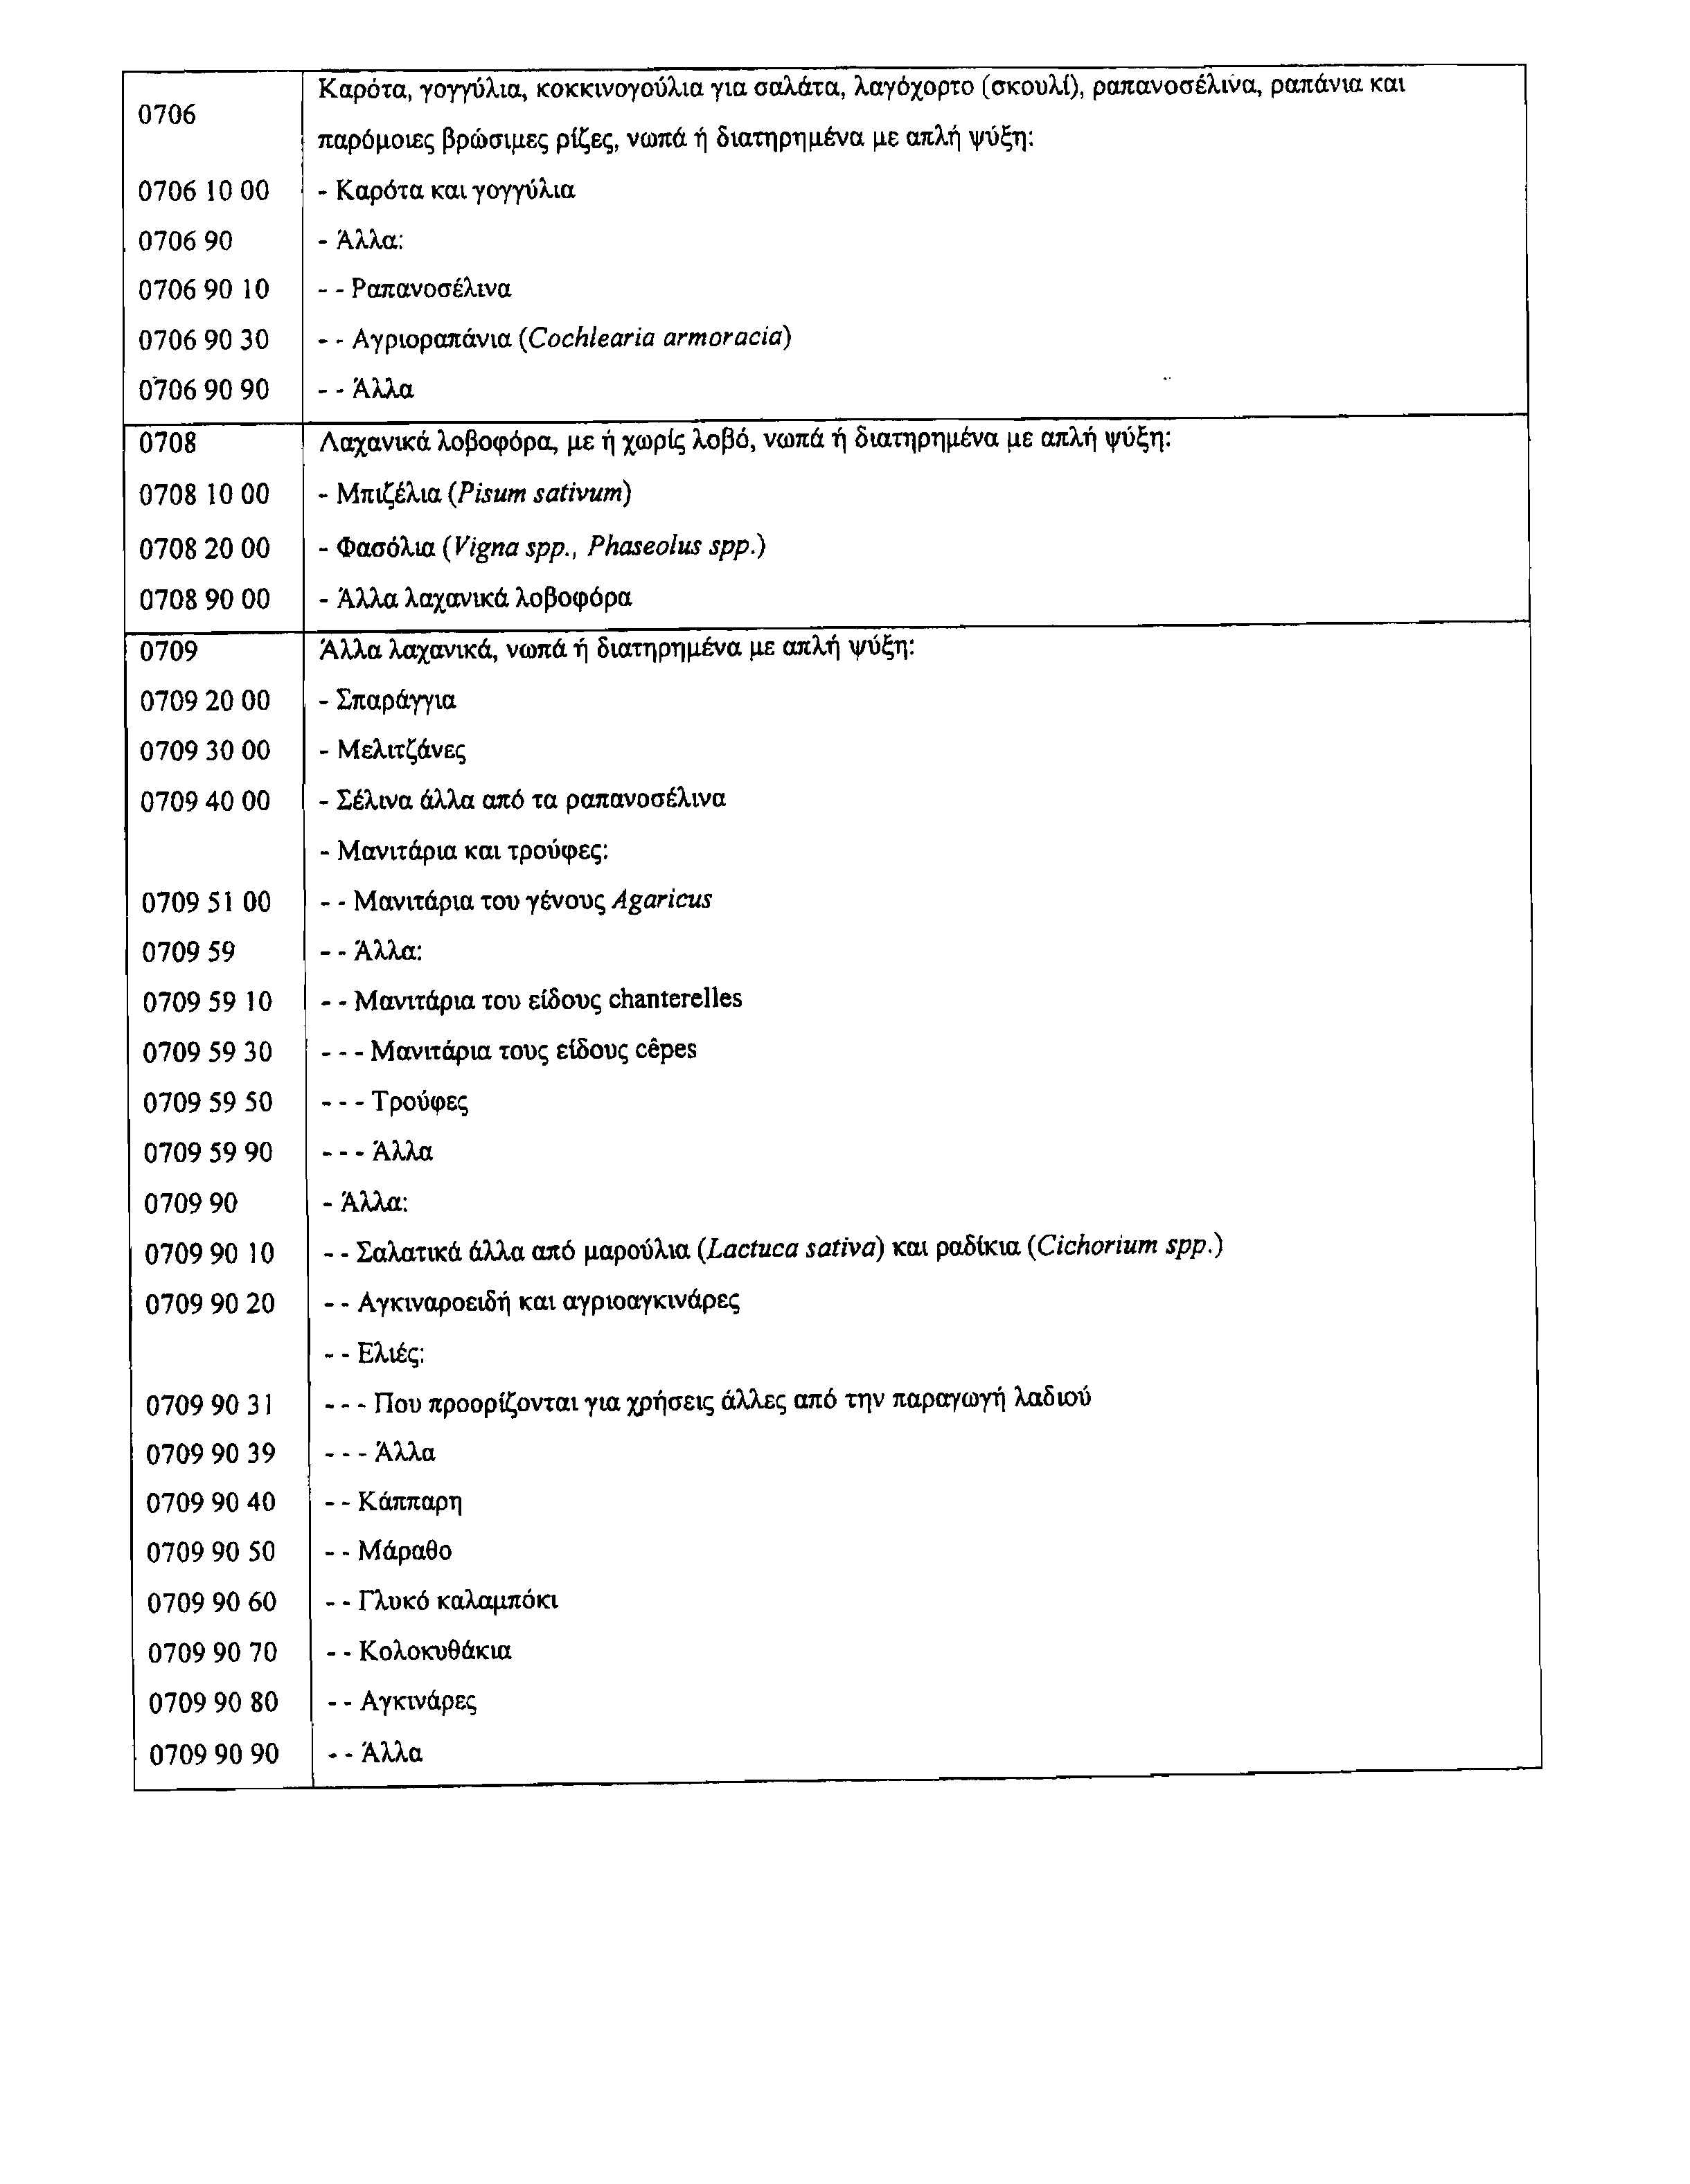 0706 Καρότα, γογγύλια, κοκκινογούλια για σαλάτα, λαγόχορτο (σκουλί), ραπανοσέλινα, ραπάνια και
παρόμοιες βρώσιμες ρίζες, νωπά ή διατηρημένα με απλή ψύξη:
0706 10 00 - Καρότα και γογγύλια
0706 90 - Άλλα:
0706 90 10 - - Ραπανοσέλινα
0706 90 30 - - Αγριοραπάνια (Cochlearia armoracia)
0706 90 90 - - Άλλα
0708 Λαχανικά λοβοφόρα, με ή χωρίς λοβό, νωπά ή διατηρημένα με απλή ψύξη:
0708 10 00 - Μπιζέλια (Pisum sativum)
0708 20 00 - Φασόλια (Vigna spp., Phaseolus spp.)
0708 90 00 - Άλλα λαχανικά λοβοφόρα
0709 Άλλα λαχανικά, νωπά ή διατηρημένα με απλή ψύξη:
0709 20 00 - Σπαράγγια
0709 30 00 - Μελιτζάνες
0709 40 00 - Σέλινα άλλα από τα ραπανοσέλινα
- Μανιτάρια και τρούφες:
0709 51 00 - - Μανιτάρια του γένους Agaricus
0709 59 - - Άλλα:
0709 59 10 - - Μανιτάρια του είδους chanterelles
0709 59 30 - - - Μανιτάρια τους είδους cêpes
0709 59 50 - - - Τρούφες
0709 59 90 - - - Άλλα
0709 90 - Άλλα:
0709 90 10 - - Σαλατικά άλλα από μαρούλια (Lactuca sativa) και ραδίκια (Cichorium spp.)
0709 90 20 - - Αγκιναροειδή και αγριοαγκινάρες
- - Ελιές:
0709 90 31 - - - Που προορίζονται για χρήσεις άλλες από την παραγωγή λαδιού
0709 90 39 - - - Άλλα
0709 90 40 - - Κάππαρη
0709 90 50 - - Μάραθο
0709 90 60 - - Γλυκό καλαμπόκι
0709 90 70 - - Κολοκυθάκια
0709 90 80 - - Αγκινάρες
0709 90 90 - - Άλλα